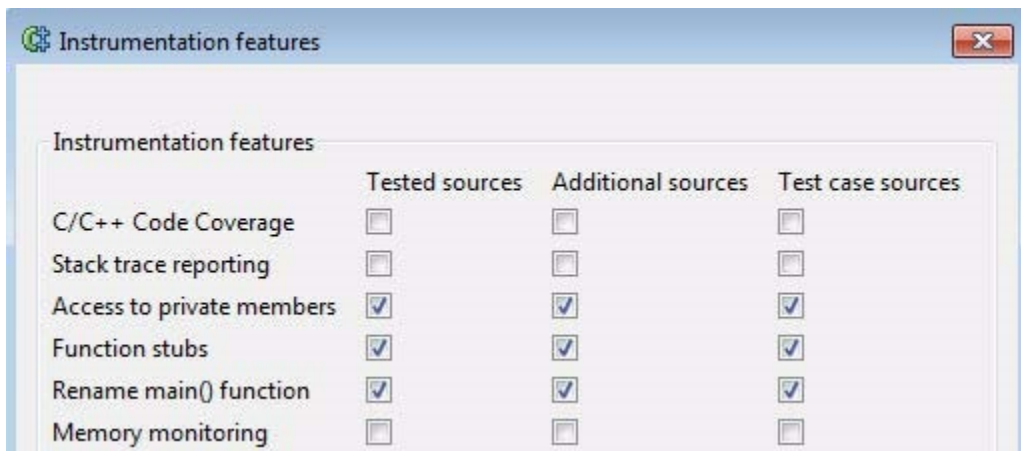 Instrumentation features
Instrumentation features
Tested sources Additional sources Test case sources
C/C++ Code Coverage
Stack trace reporting
Access to private members
Function stubs
Rename main() function
Memory monitoring